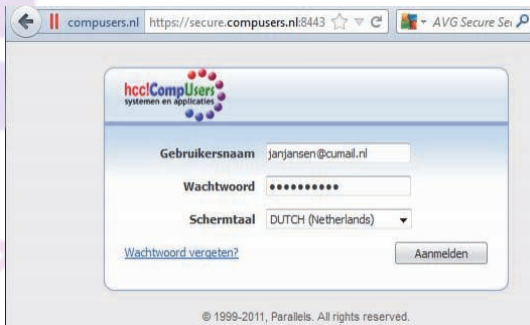 compusers.nl https://secure.compusers.nl:8443 AVG Secure Sei
hcc!CompUsers
systemen en applicaties
Gebruikersnaam janjansen@cumail.nl
Wachtwoord ••••••••••
Schermtaal DUTCH (Netherlands)
Wachtwoord vergeten? Aanmelden
© 1999-2011, Parallels. All rights reserved.